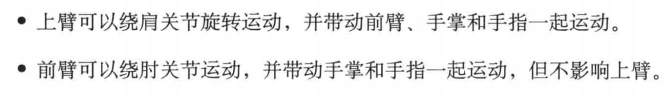 • 上臂可以绕肩关节旋转运动，并带动前臂、手掌和手指一起运动。
• 前臂可以绕肘关节运动，并带动手掌和手指一起运动，但不影响上臂。